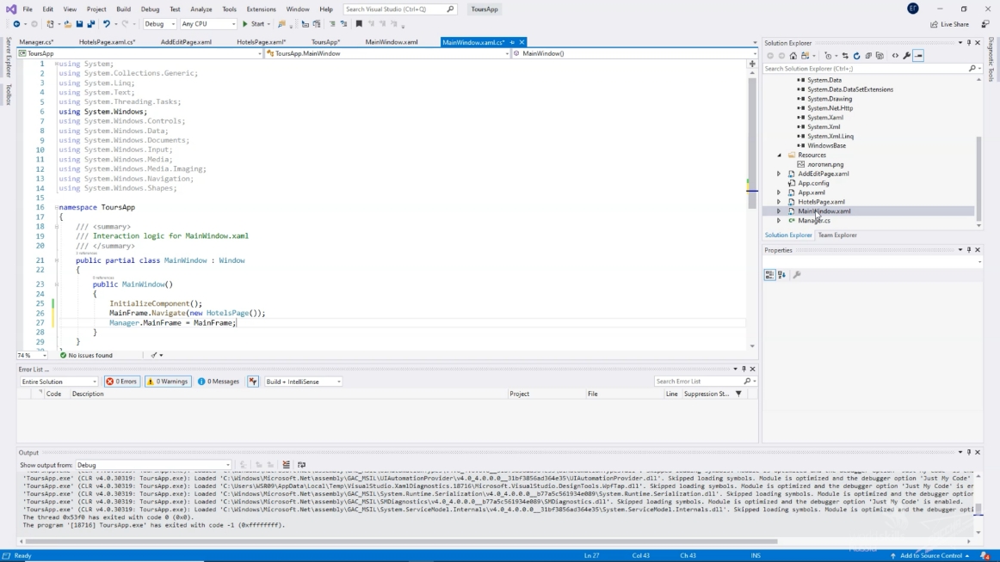 File Edit View Git Project Build Debug Test Analyze Tools Extensions Window Help Search Visual Studio (Ctrl+Q) ToursApp ЕГ
Debug Any CPU Start Live Share
Server Explorer
Toolbox
Manager.cs* HotelsPage.xaml.cs* AddEditPage.xaml HotelsPage.xaml* ToursApp* MainWindow.xaml MainWindow.xaml.cs*
ToursApp ToursApp.MainWindow MainWindow()
1 using System;
2 using System.Collections.Generic;
3 using System.Linq;
4 using System.Text;
5 using System.Threading.Tasks;
6 using System.Windows;
7 using System.Windows.Controls;
8 using System.Windows.Data;
9 using System.Windows.Documents;
10 using System.Windows.Input;
11 using System.Windows.Media;
12 using System.Windows.Media.Imaging;
13 using System.Windows.Navigation;
14 using System.Windows.Shapes;
15
16 namespace ToursApp
17 {
18 /// <summary>
19 /// Interaction logic for MainWindow.xaml
20 /// </summary>
21 public partial class MainWindow : Window
22 {
0 references
23 public MainWindow()
24 {
25 InitializeComponent();
26 MainFrame.Navigate(new HotelsPage());
27 Manager.MainFrame = MainFrame;
28 }
29 }
74 % No issues found
Error List ...
Entire Solution 0 Errors 0 Warnings 0 Messages Build + IntelliSense Search Error List
Code Description Project File Line Suppression St...
Output
Show output from: Debug
'ToursApp.exe' (CLR v4.0.30319: ToursApp.exe): Loaded 'C:\Windows\Microsoft.Net\assembly\GAC_MSIL\UIAutomationProvider\v4.0_4.0.0.0__31bf3856ad364e35\UIAutomationProvider.dll'. Skipped loading symbols. Module is optimized and the debugger option 'Just My Co
'ToursApp.exe' (CLR v4.0.30319: ToursApp.exe): Loaded 'C:\Users\WSR09\AppData\Local\Temp\VisualStudio.XamlDiagnostics.18716\Microsoft.VisualStudio.DesignTools.WpfTap.dll'. Skipped loading symbols. Module is optimized and the debugger option 'Just My Code' is en
'ToursApp.exe' (CLR v4.0.30319: ToursApp.exe): Loaded 'C:\Windows\Microsoft.Net\assembly\GAC_MSIL\System.Runtime.Serialization\v4.0_4.0.0.0__b77a5c561934e089\System.Runtime.Serialization.dll'. Skipped loading symbols. Module is optimized and the debugger op
'ToursApp.exe' (CLR v4.0.30319: ToursApp.exe): Loaded 'C:\Windows\Microsoft.Net\assembly\GAC_MSIL\SMDiagnostics\v4.0_4.0.0.0__b77a5c561934e089\SMDiagnostics.dll'. Skipped loading symbols. Module is optimized and the debugger option 'Just My Code' is enabled.
'ToursApp.exe' (CLR v4.0.30319: ToursApp.exe): Loaded 'C:\Windows\Microsoft.Net\assembly\GAC_MSIL\System.ServiceModel.Internals\v4.0_4.0.0.0__31bf3856ad364e35\System.ServiceModel.Internals.dll'. Skipped loading symbols. Module is optimized and the debugger opti
The thread 0x53f0 has exited with code 0 (0x0).
The program '[18716] ToursApp.exe' has exited with code -1 (0xffffffff).
Solution Explorer
Search Solution Explorer (Ctrl+;)
System.Data
System.Data.DataSetExtensions
System.Drawing
System.Net.Http
System.Xaml
System.Xml
System.Xml.Linq
WindowsBase
Resources
логотип.png
AddEditPage.xaml
App.config
App.xaml
HotelsPage.xaml
MainWindow.xaml
Manager.cs
Solution Explorer Team Explorer
Properties
Diagnostic Tools
Ready Ln 27 Col 43 Ch 43 INS Add to Source Control